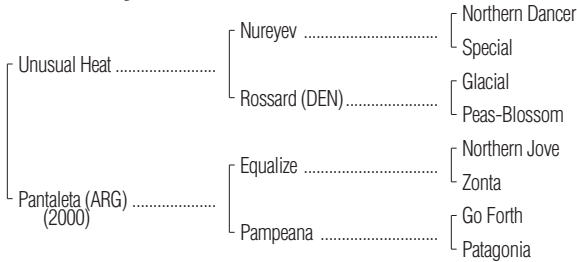 Northern Dancer
Nureyev ..................................
Special
Unusual Heat .........................
Glacial
Rossard (DEN)........................
Peas-Blossom
Northern Jove
Equalize ..................................
Zonta
Pantaleta (ARG) .....................
(2000)
Go Forth
Pampeana ..............................
Patagonia